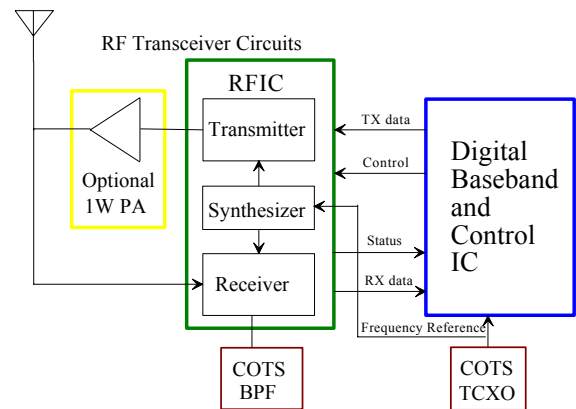 RF Transceiver Circuits
RFIC
Transmitter
Optional
1W PA
Synthesizer
Receiver
TX data
Control
Status
RX data
Frequency Reference
Digital
Baseband
and
Control
IC
COTS
BPF
COTS
TCXO